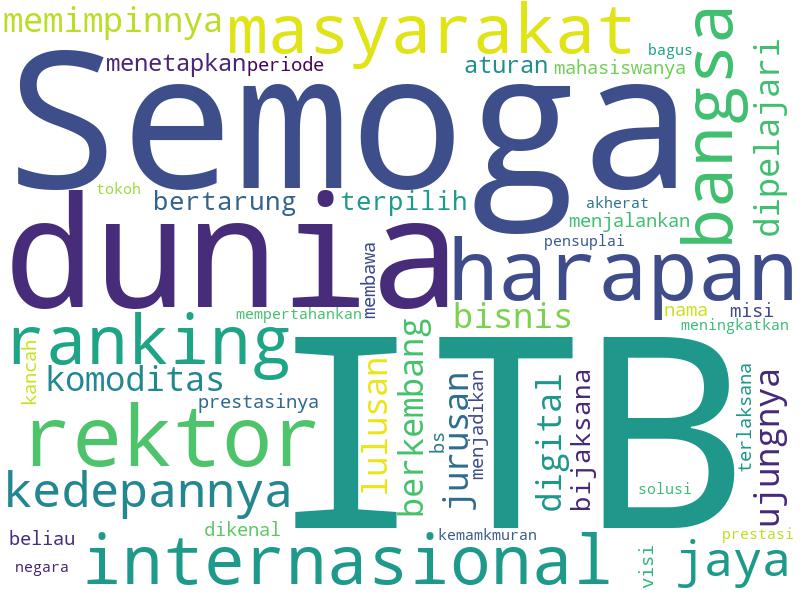 memimpinnya
masyarakat
bagus
menetapkan
periode
aturan
mahasiswanya
Semoga
bangsa
dipelajari
tokoh
bertarung
terpilih
akherat
menjalankan
dunia
pensuplai
membawa
harapan
mempertahankan
bisnis
nama
misi
meningkatkan
ranking
kancah
komoditas
prestasinya
ITB
lulusan
berkembang
bs
jurusan
menjadikan
digital
bijaksana
terlaksana
ujungnya
rektor
kedepannya
solusi
beliau
dikenal
kemamkmuran
prestasi
negara
internasional
visi
jaya